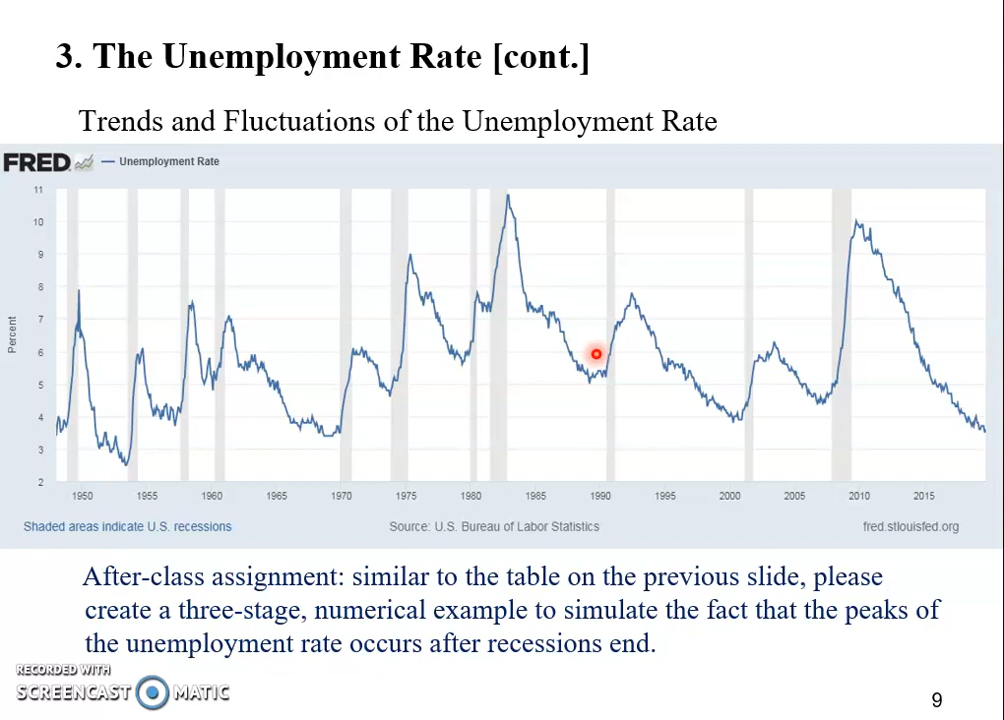 3. The Unemployment Rate [cont.]
Trends and Fluctuations of the Unemployment Rate
FRED
Unemployment Rate
11
10
9
8
7
6
5
4
3
2
Percent
1950 1955 1960 1965 1970 1975 1980 1985 1990 1995 2000 2005 2010 2015
Shaded areas indicate U.S. recessions Source: U.S. Bureau of Labor Statistics fred.stlouisfed.org
After-class assignment: similar to the table on the previous slide, please
create a three-stage, numerical example to simulate the fact that the peaks of
the unemployment rate occurs after recessions end.
RECORDED WITH
SCREENCAST MATIC
9